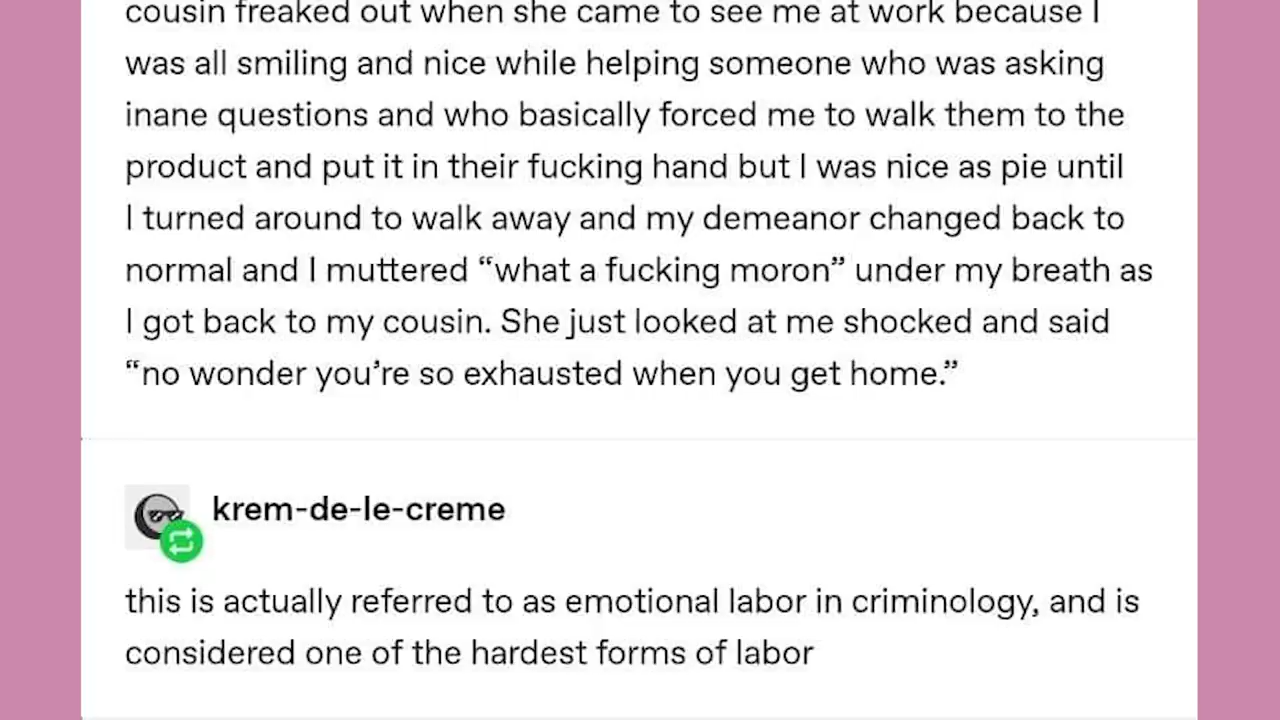 cousin freaked out when she came to see me at work because I
was all smiling and nice while helping someone who was asking
inane questions and who basically forced me to walk them to the
product and put it in their fucking hand but I was nice as pie until
I turned around to walk away and my demeanor changed back to
normal and I muttered “what a fucking moron” under my breath as
I got back to my cousin. She just looked at me shocked and said
“no wonder you’re so exhausted when you get home.”
krem-de-le-creme
this is actually referred to as emotional labor in criminology, and is
considered one of the hardest forms of labor